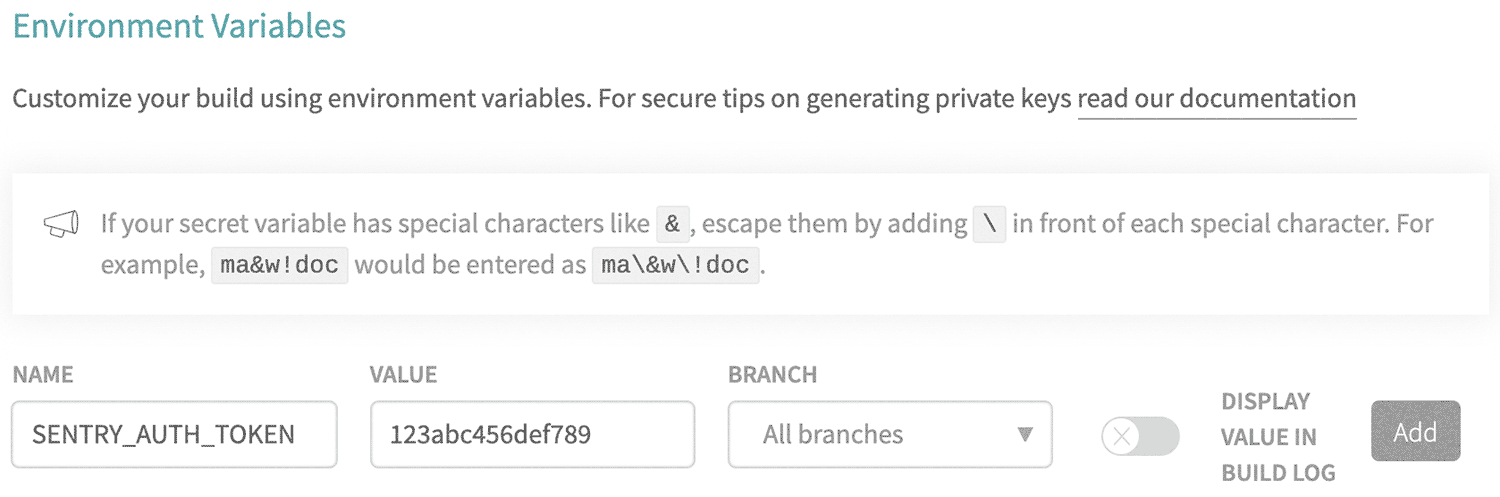 Environment Variables
Customize your build using environment variables. For secure tips on generating private keys read our documentation
If your secret variable has special characters like &, escape them by adding \ in front of each special character. For
example, ma&w!doc would be entered as ma\&w\!doc.
NAME VALUE BRANCH
SENTRY_AUTH_TOKEN 123abc456def789 All branches
DISPLAY
VALUE IN
BUILD LOG
Add